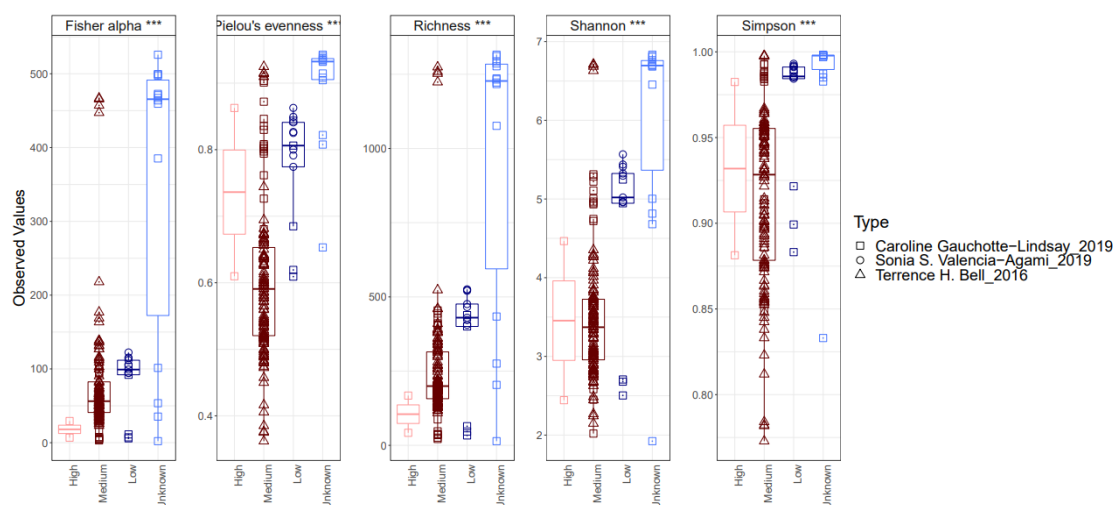 Fisher alpha ***
Pielou's evenness ***
Richness ***
Shannon ***
Simpson ***
Observed Values
500
400
300
200
100
0
0.8
0.6
0.4
1000
500
0
7
6
5
4
3
2
1.00
0.95
0.90
0.85
0.80
High
Medium
Low
Unknown
High
Medium
Low
Unknown
High
Medium
Low
Unknown
High
Medium
Low
Unknown
High
Medium
Low
Unknown
Type
Caroline Gauchotte−Lindsay_2019
Sonia S. Valencia−Agami_2019
Terrence H. Bell_2016